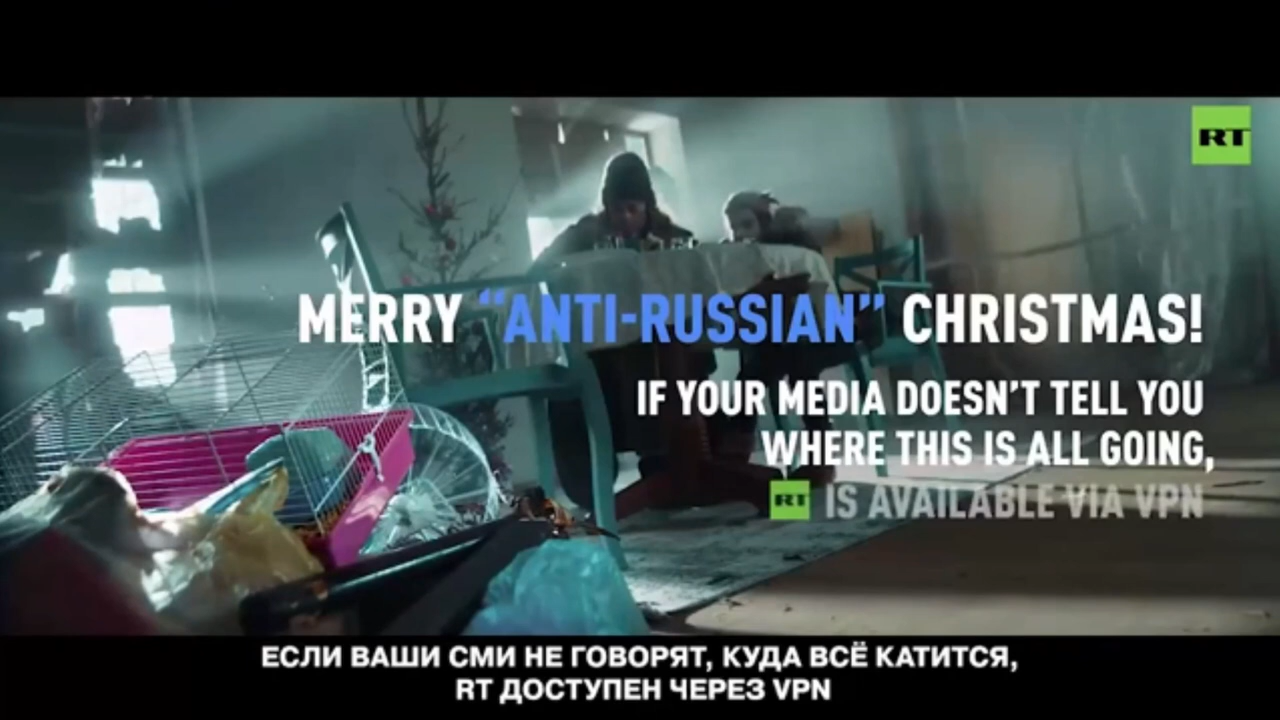 RT
MERRY “ANTI-RUSSIAN” CHRISTMAS!
IF YOUR MEDIA DOESN’T TELL YOU
WHERE THIS IS ALL GOING,
RT IS AVAILABLE VIA VPN
ЕСЛИ ВАШИ СМИ НЕ ГОВОРЯТ, КУДА ВСЁ КАТИТСЯ,
RT ДОСТУПЕН ЧЕРЕЗ VPN